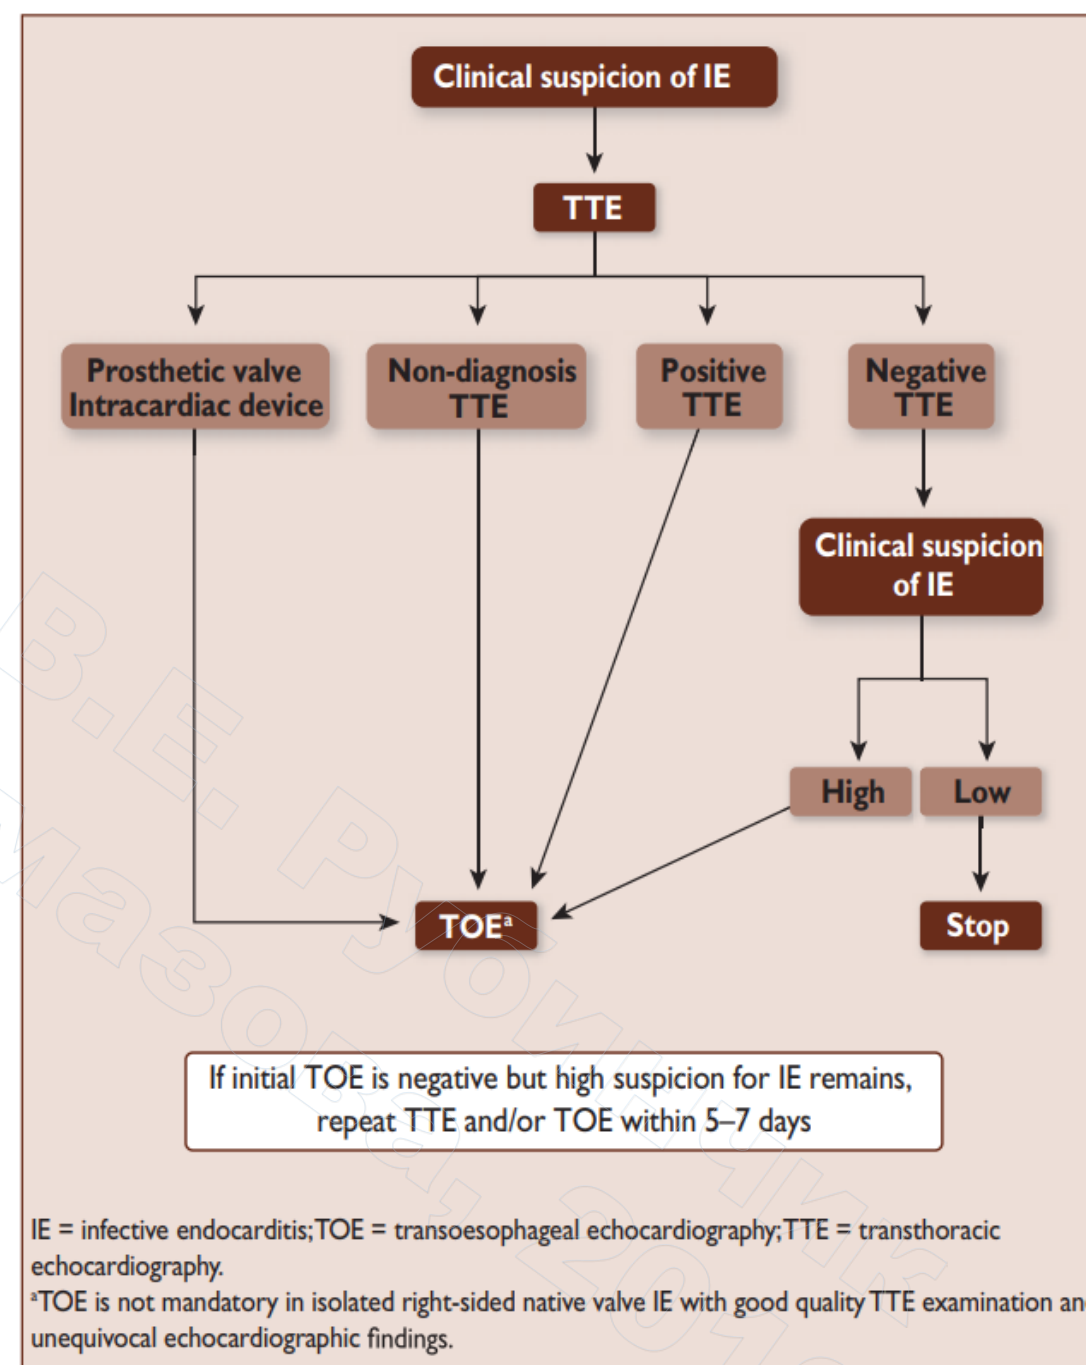 Clinical suspicion of IE
TTE
Prosthetic valve
Intracardiac device
Non-diagnosis
TTE
Positive
TTE
Negative
TTE
Clinical suspicion
of IE
High
Low
TOEᵃ
Stop
If initial TOE is negative but high suspicion for IE remains,
repeat TTE and/or TOE within 5–7 days
IE = infective endocarditis; TOE = transoesophageal echocardiography; TTE = transthoracic
echocardiography.
ᵃTOE is not mandatory in isolated right-sided native valve IE with good quality TTE examination
unequivocal echocardiographic findings.
В.Е.